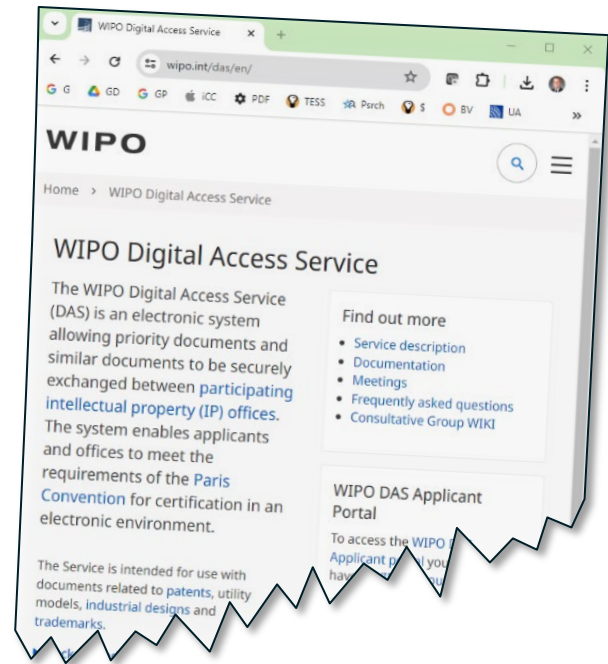 WIPO Digital Access Service
wipo.int/das/en/
G GD GP iCC PDF TESS Psrch $ BV UA »
WIPO
Home > WIPO Digital Access Service
WIPO Digital Access Service
The WIPO Digital Access Service
(DAS) is an electronic system
allowing priority documents and
similar documents to be securely
exchanged between participating
intellectual property (IP) offices.
The system enables applicants
and offices to meet the
requirements of the Paris
Convention for certification in an
electronic environment.
The Service is intended for use with
documents related to patents, utility
models, industrial designs and
trademarks.
Find out more
• Service description
• Documentation
• Meetings
• Frequently asked questions
• Consultative Group WIKI
WIPO DAS Applicant
Portal
To access the WIPO
Applicant you